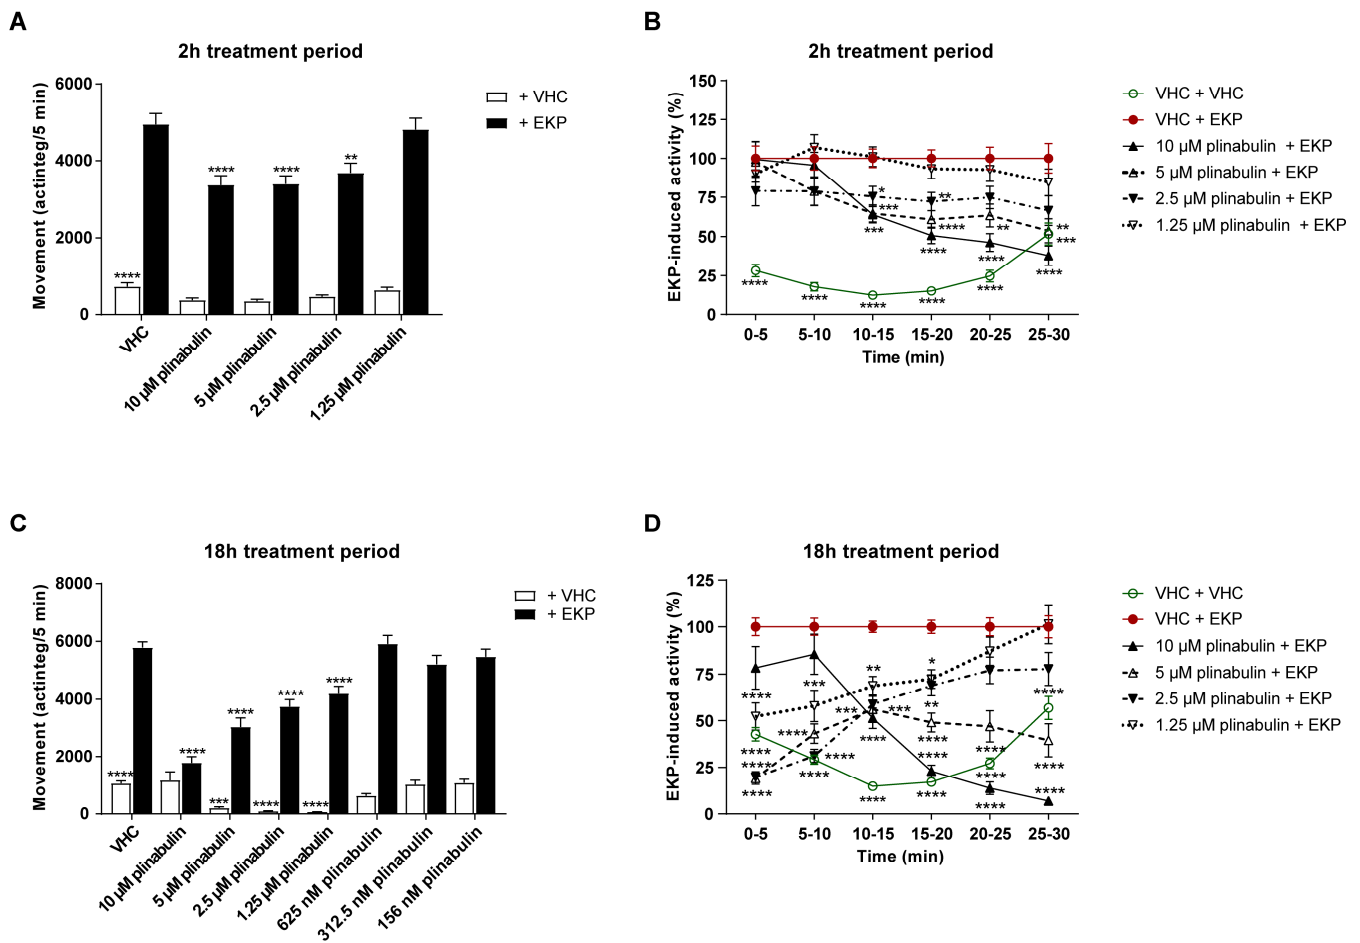 A
2h treatment period
Movement (actinteg/5 min)
6000
4000
2000
0
****
****
****
**
VHC
10 µM plinabulin
5 µM plinabulin
2.5 µM plinabulin
1.25 µM plinabulin
+ VHC
+ EKP
B
2h treatment period
EKP-induced activity (%)
150
125
100
75
50
25
0
*
***
***
**
****
****
**
****
**
***
****
****
****
****
****
****
0-5
5-10
10-15
15-20
20-25
25-30
Time (min)
VHC + VHC
VHC + EKP
10 µM plinabulin + EKP
5 µM plinabulin + EKP
2.5 µM plinabulin + EKP
1.25 µM plinabulin + EKP
C
18h treatment period
Movement (actinteg/5 min)
8000
6000
4000
2000
0
****
****
***
****
****
****
****
****
VHC
10 µM plinabulin
5 µM plinabulin
2.5 µM plinabulin
1.25 µM plinabulin
625 nM plinabulin
312.5 nM plinabulin
156 nM plinabulin
+ VHC
+ EKP
D
18h treatment period
EKP-induced activity (%)
125
100
75
50
25
0
****
****
****
****
***
****
****
****
**
***
***
****
****
*
**
****
****
****
****
****
****
****
****
****
0-5
5-10
10-15
15-20
20-25
25-30
Time (min)
VHC + VHC
VHC + EKP
10 µM plinabulin + EKP
5 µM plinabulin + EKP
2.5 µM plinabulin + EKP
1.25 µM plinabulin + EKP